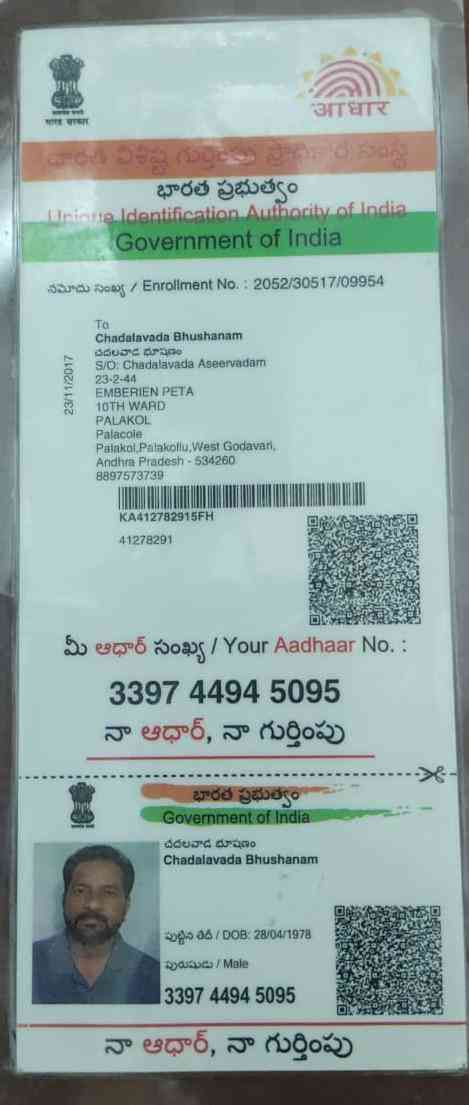 भारत सरकार
आधार
భారత ప్రభుత్వం
Unique Identification Authority of India
Government of India
నమోదు సంఖ్య / Enrollment No. : 2052/30517/09954
To
Chadalavada Bhushanam
చదలవాడ భూషణం
S/O: Chadalavada Aseervadam
23-2-44
EMBERIEN PETA
10TH WARD
PALAKOL
Palacole
Palakol,Palakollu,West Godavari,
Andhra Pradesh - 534260
8897573739
23/11/2017
KA412782915FH
41278291
మీ ఆధార్ సంఖ్య / Your Aadhaar No. :
3397 4494 5095
నా ఆధార్, నా గుర్తింపు
భారత ప్రభుత్వం
Government of India
చదలవాడ భూషణం
Chadalavada Bhushanam
పుట్టిన తేదీ / DOB: 28/04/1978
పురుషుడు / Male
3397 4494 5095
నా ఆధార్, నా గుర్తింపు